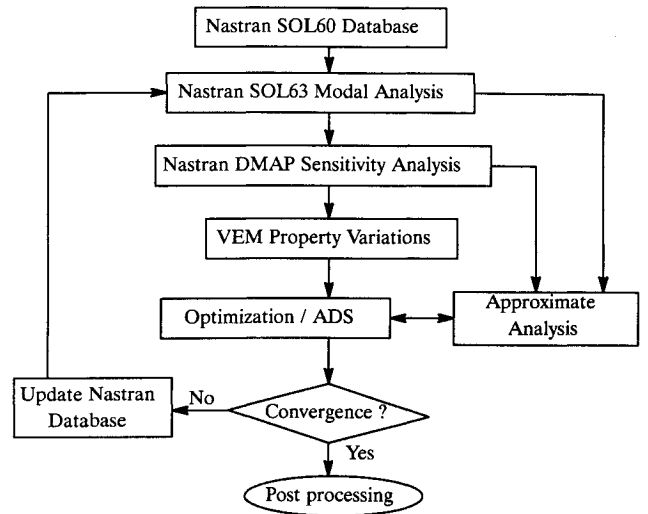 Nastran SOL60 Database
Nastran SOL63 Modal Analysis
Nastran DMAP Sensitivity Analysis
VEM Property Variations
Optimization / ADS
Approximate
Analysis
Update Nastran
Database
No
Convergence ?
Yes
Post processing